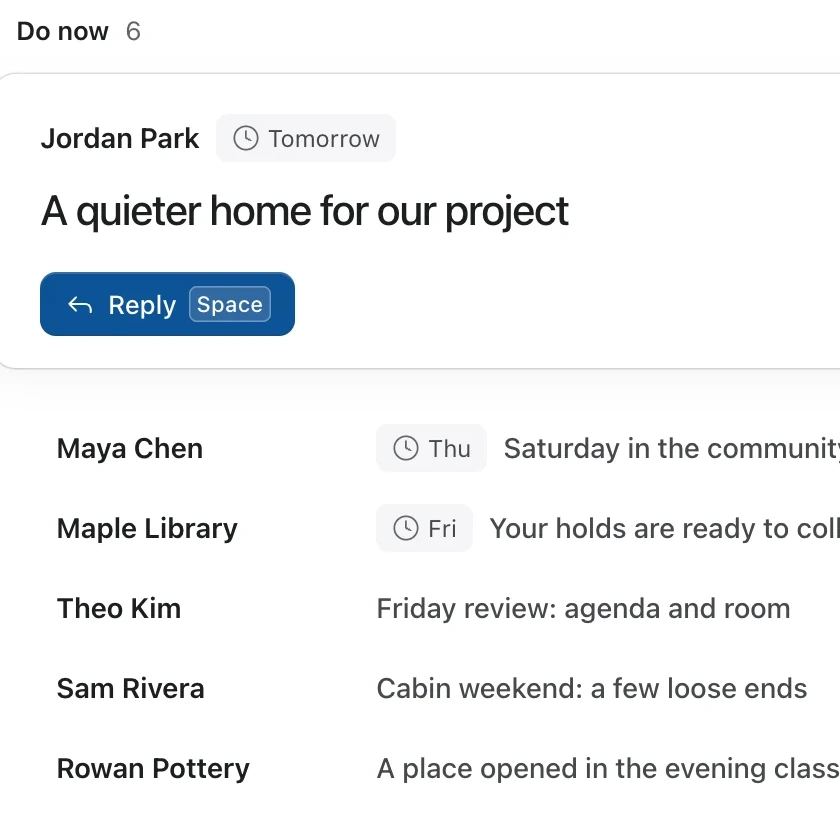 Do now 6
Jordan Park Tomorrow
A quieter home for our project
Reply Space
Maya Chen Thu Saturday in the community
Maple Library Fri Your holds are ready to coll
Theo Kim Friday review: agenda and room
Sam Rivera Cabin weekend: a few loose ends
Rowan Pottery A place opened in the evening class